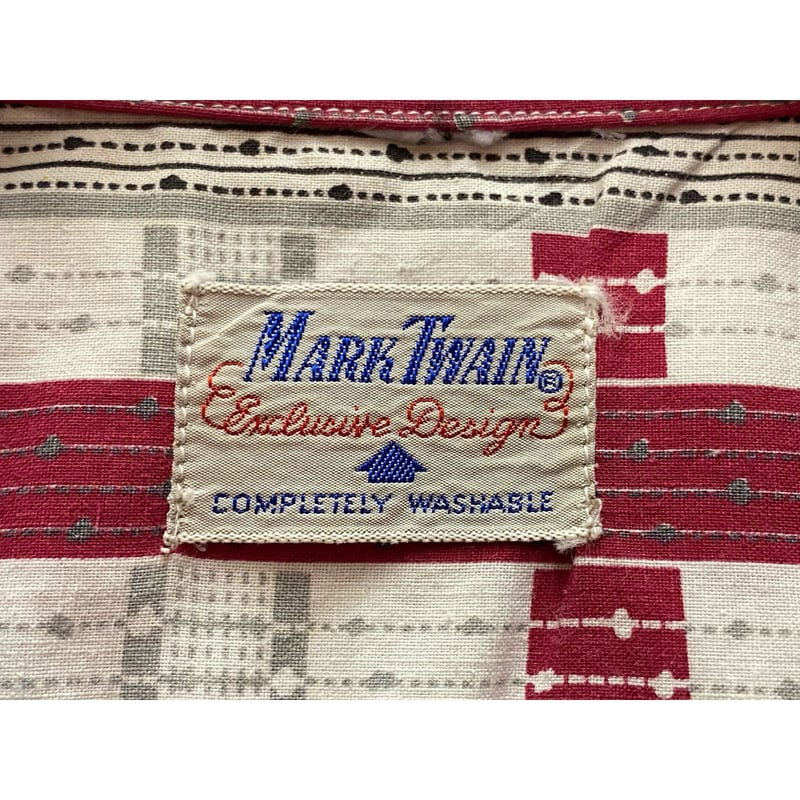 MARK TWAIN ®
Exclusive Design
COMPLETELY WASHABLE